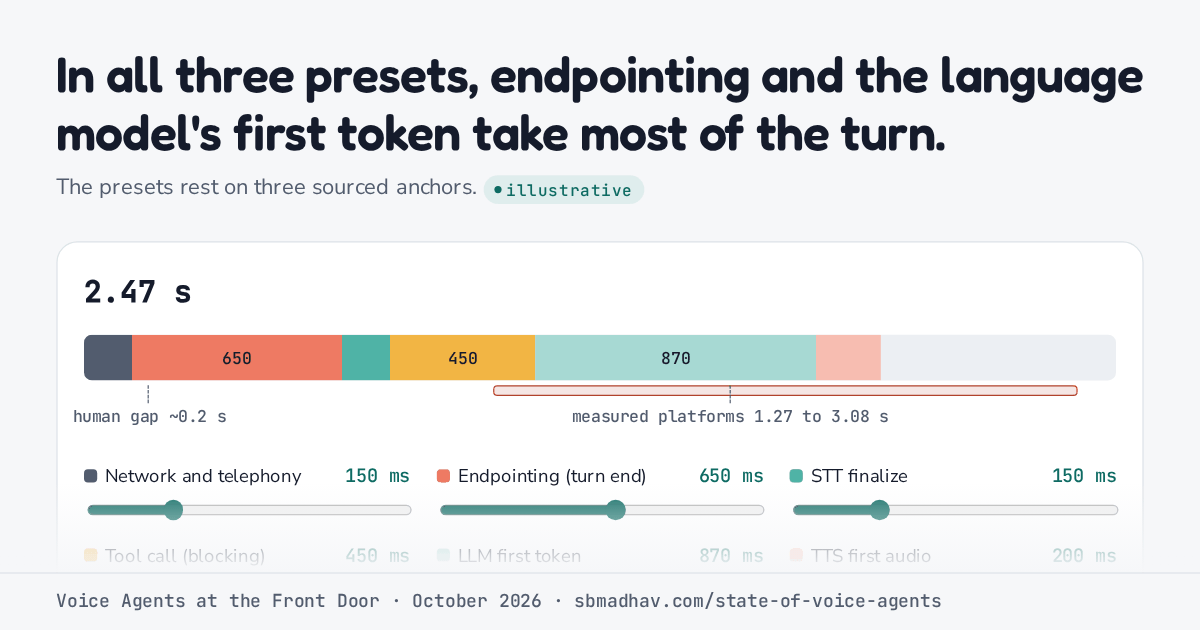 In all three presets, endpointing and the language
model's first token take most of the turn.
The presets rest on three sourced anchors. illustrative
2.47 s
650 450 870
human gap ~0.2 s measured platforms 1.27 to 3.08 s
Network and telephony 150 ms Endpointing (turn end) 650 ms STT finalize 150 ms
Tool call (blocking) 450 ms LLM first token 870 ms TTS first audio 200 ms
Voice Agents at the Front Door · October 2026 · sbmadhav.com/state-of-voice-agents